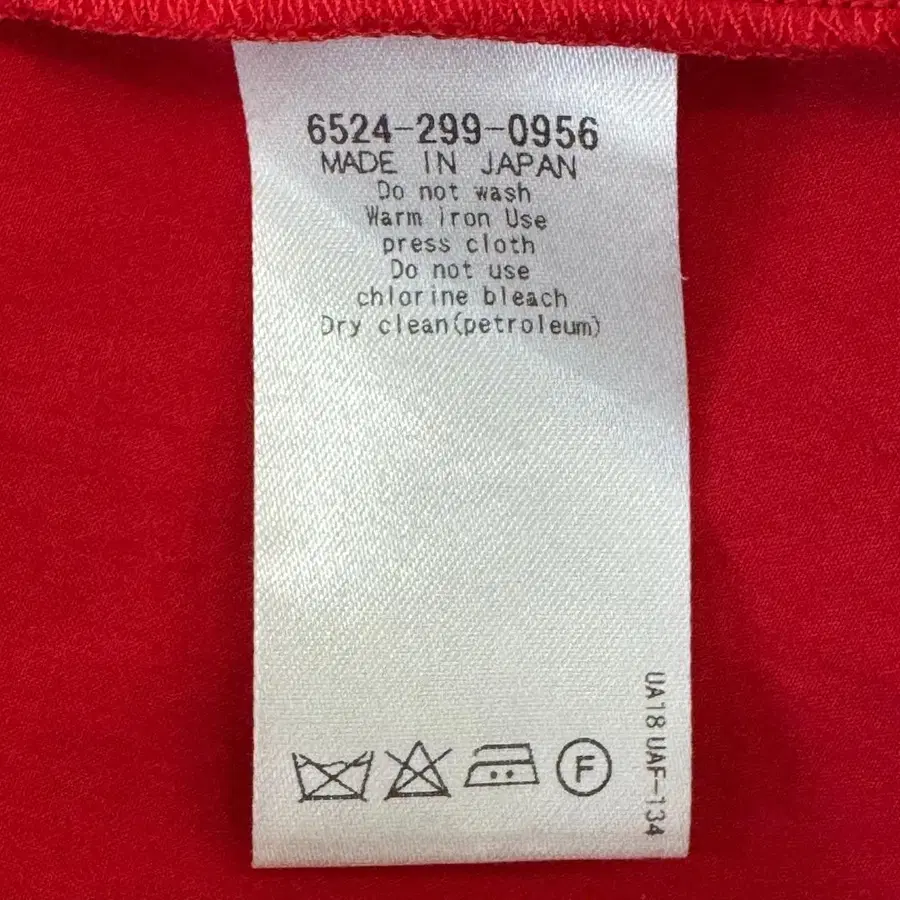 6524-299-0956
MADE IN JAPAN
Do not wash
Warm iron Use
press cloth
Do not use
chlorine bleach
Dry clean(petroleum)
UA18 UAF-134
F